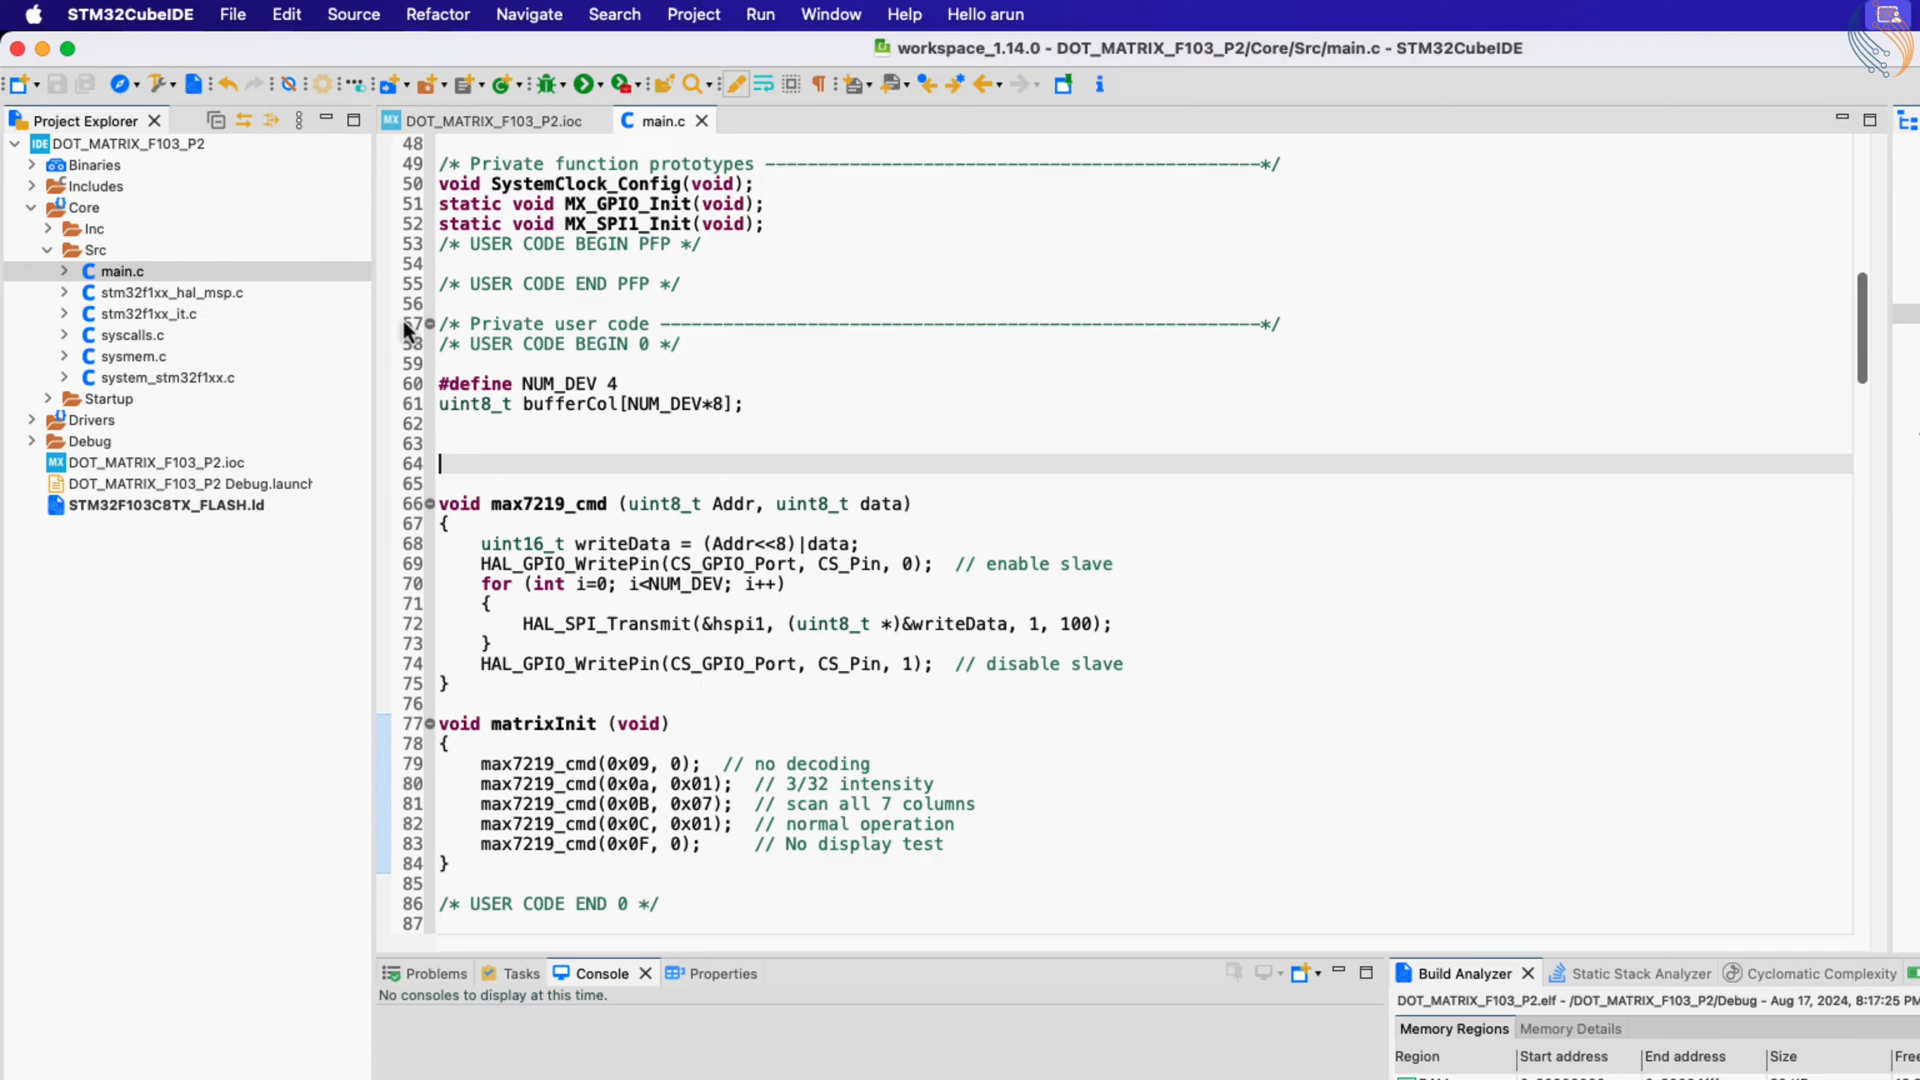 STM32CubeIDE File Edit Source Refactor Navigate Search Project Run Window Help Hello arun
workspace_1.14.0 - DOT_MATRIX_F103_P2/Core/Src/main.c - STM32CubeIDE
Project Explorer
DOT_MATRIX_F103_P2
Binaries
Includes
Core
Inc
Src
main.c
stm32f1xx_hal_msp.c
stm32f1xx_it.c
syscalls.c
sysmem.c
system_stm32f1xx.c
Startup
Drivers
Debug
DOT_MATRIX_F103_P2.ioc
DOT_MATRIX_F103_P2 Debug.launch
STM32F103C8TX_FLASH.ld
DOT_MATRIX_F103_P2.ioc main.c
48
49 /* Private function prototypes -----------------------------------------------*/
50 void SystemClock_Config(void);
51 static void MX_GPIO_Init(void);
52 static void MX_SPI1_Init(void);
53 /* USER CODE BEGIN PFP */
54
55 /* USER CODE END PFP */
56
57 /* Private user code ---------------------------------------------------------*/
58 /* USER CODE BEGIN 0 */
59
60 #define NUM_DEV 4
61 uint8_t bufferCol[NUM_DEV*8];
62
63
64
65
66 void max7219_cmd (uint8_t Addr, uint8_t data)
67 {
68 uint16_t writeData = (Addr<<8)|data;
69 HAL_GPIO_WritePin(CS_GPIO_Port, CS_Pin, 0); // enable slave
70 for (int i=0; i<NUM_DEV; i++)
71 {
72 HAL_SPI_Transmit(&hspi1, (uint8_t *)&writeData, 1, 100);
73 }
74 HAL_GPIO_WritePin(CS_GPIO_Port, CS_Pin, 1); // disable slave
75 }
76
77 void matrixInit (void)
78 {
79 max7219_cmd(0x09, 0); // no decoding
80 max7219_cmd(0x0a, 0x01); // 3/32 intensity
81 max7219_cmd(0x0B, 0x07); // scan all 7 columns
82 max7219_cmd(0x0C, 0x01); // normal operation
83 max7219_cmd(0x0F, 0); // No display test
84 }
85
86 /* USER CODE END 0 */
87
Problems Tasks Console Properties
No consoles to display at this time.
Build Analyzer Static Stack Analyzer Cyclomatic Complexity
DOT_MATRIX_F103_P2.elf - /DOT_MATRIX_F103_P2/Debug - Aug 17, 2024, 8:17:25 PM
Memory Regions Memory Details
Region Start address End address Size Free